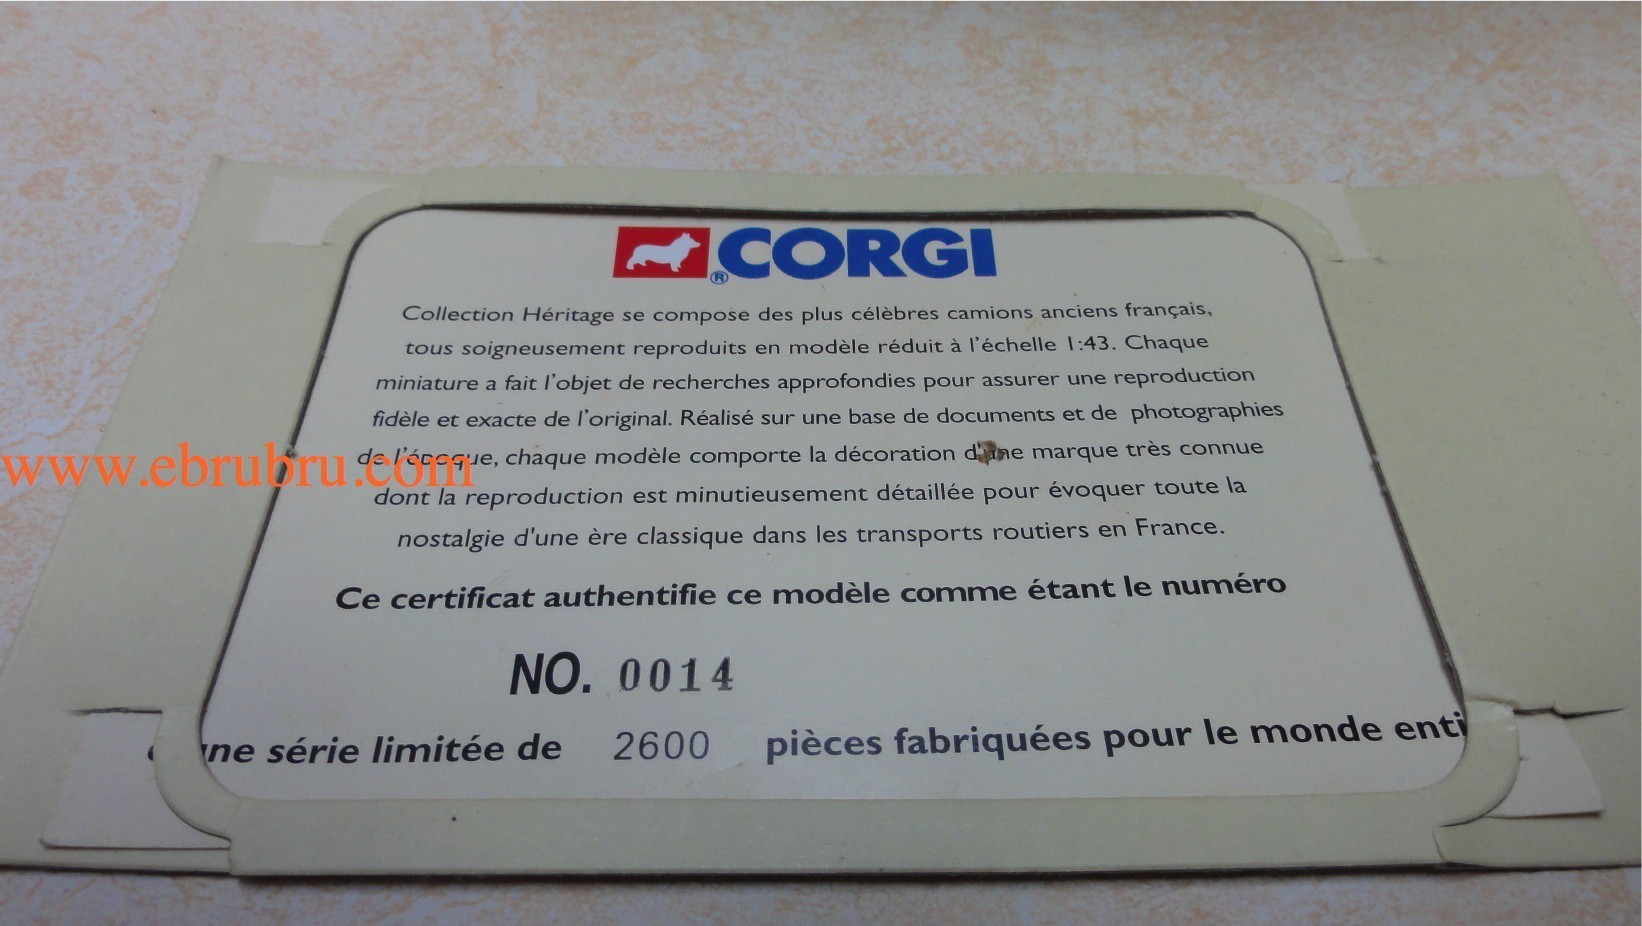 CORGI
®
Collection Héritage se compose des plus célèbres camions anciens français,
tous soigneusement reproduits en modèle réduit à l'échelle 1:43. Chaque
miniature a fait l'objet de recherches approfondies pour assurer une reproduction
fidèle et exacte de l'original. Réalisé sur une base de documents et de photographies
de l'époque, chaque modèle comporte la décoration d'une marque très connue
www.ebrubru.com
dont la reproduction est minutieusement détaillée pour évoquer toute la
nostalgie d'une ère classique dans les transports routiers en France.
Ce certificat authentifie ce modèle comme étant le numéro
NO. 0014
ne série limitée de 2600 pièces fabriquées pour le monde enti